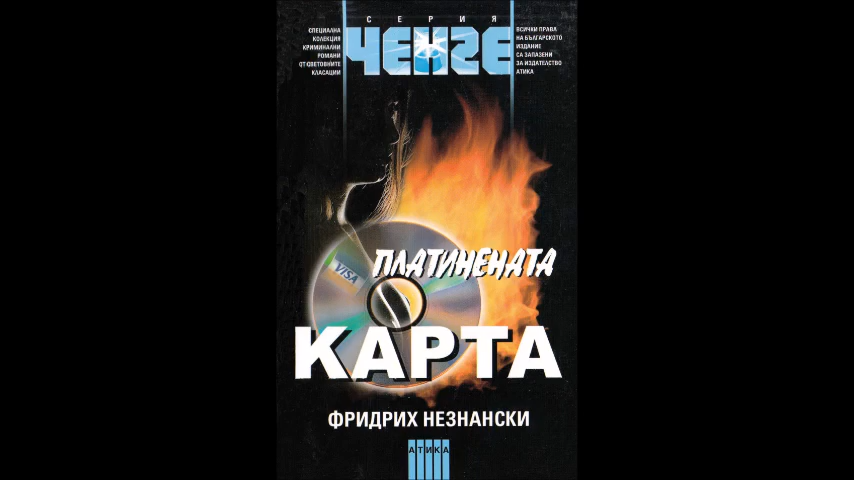 СЕРИЯ
ЧЕНГЕ
СПЕЦИАЛНА
КОЛЕКЦИЯ
КРИМИНАЛНИ
РОМАНИ
ОТ СВЕТОВНИТЕ
КЛАСАЦИИ
ВСИЧКИ ПРАВА
НА БЪЛГАРСКОТО
ИЗДАНИЕ
СА ЗАПАЗЕНИ
ЗА ИЗДАТЕЛСТВО
АТИКА
VISA
ПЛАТИНЕНАТА
КАРТА
ФРИДРИХ НЕЗНАНСКИ
АТИКА